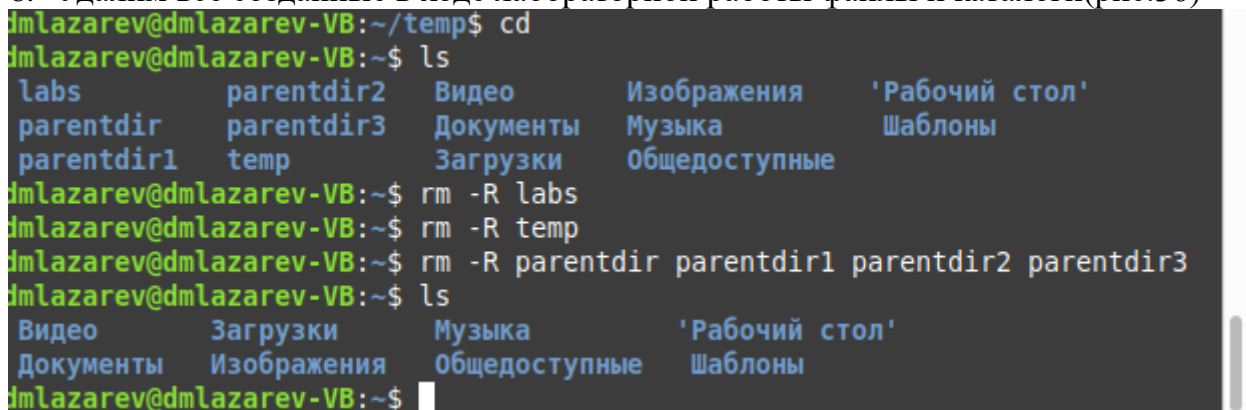 dmlazarev@dmlazarev-VB:~/temp$ cd
dmlazarev@dmlazarev-VB:~$ ls
labs parentdir2 Видео Изображения 'Рабочий стол'
parentdir parentdir3 Документы Музыка Шаблоны
parentdir1 temp Загрузки Общедоступные
dmlazarev@dmlazarev-VB:~$ rm -R labs
dmlazarev@dmlazarev-VB:~$ rm -R temp
dmlazarev@dmlazarev-VB:~$ rm -R parentdir parentdir1 parentdir2 parentdir3
dmlazarev@dmlazarev-VB:~$ ls
Видео Загрузки Музыка 'Рабочий стол'
Документы Изображения Общедоступные Шаблоны
dmlazarev@dmlazarev-VB:~$